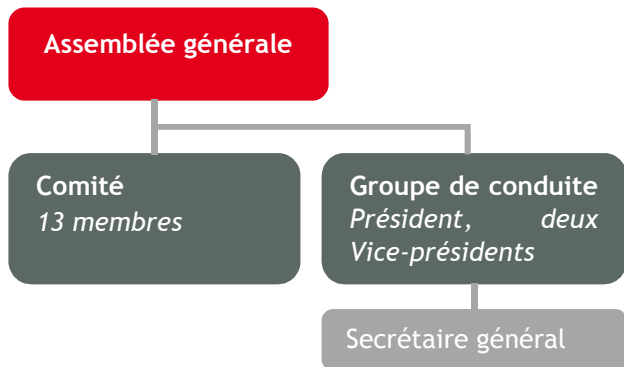 Assemblée générale
Comité
13 membres
Groupe de conduite
Président, deux
Vice-présidents
Secrétaire général